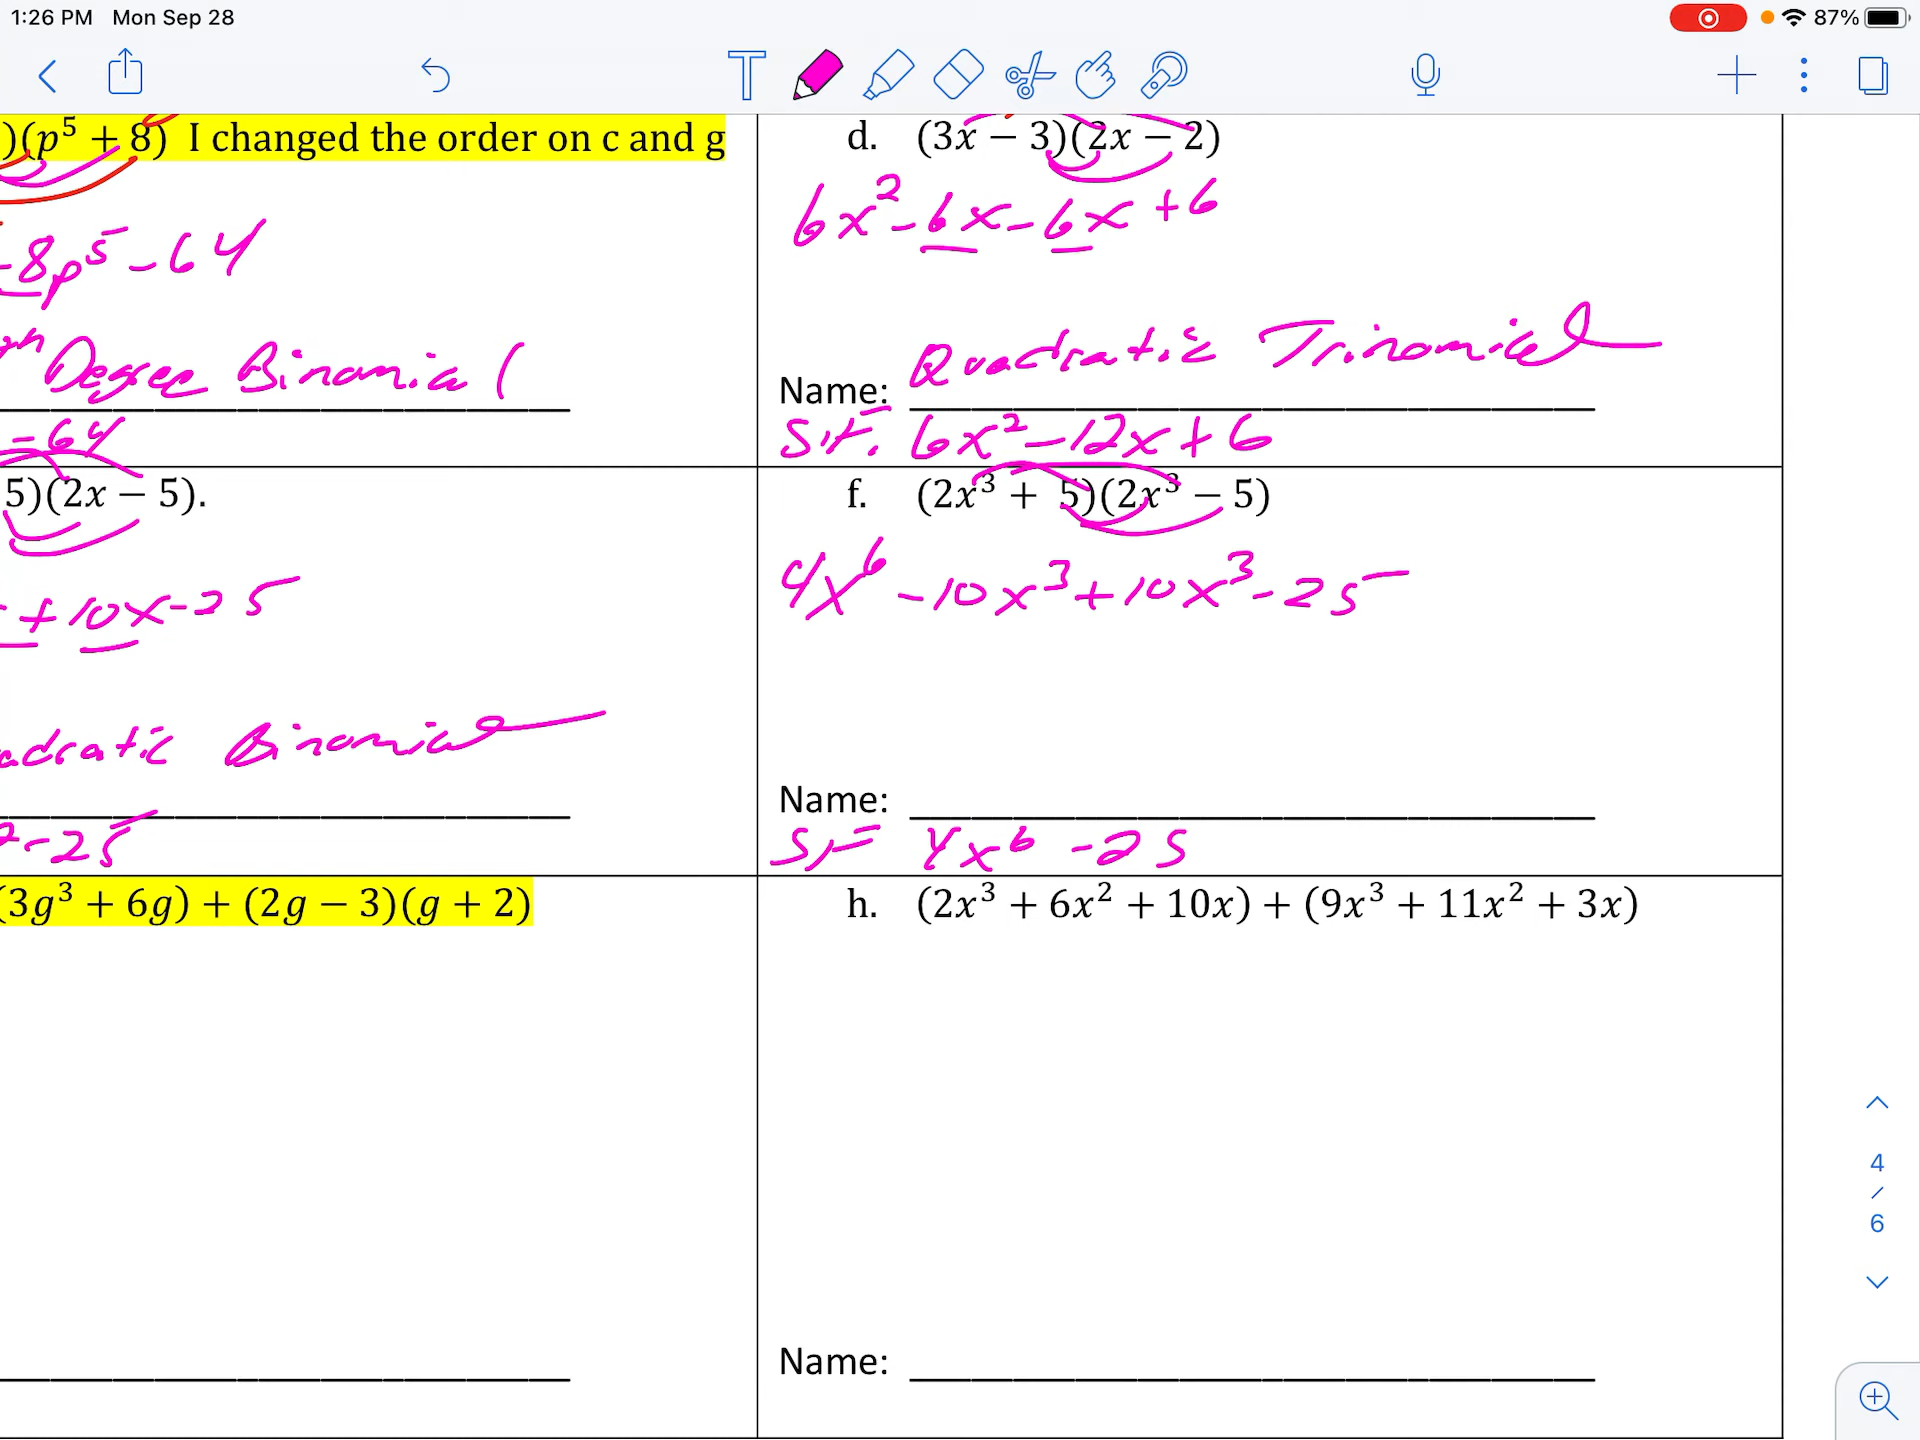 1:26 PM Mon Sep 28
87%
T
)(p⁵ + 8) I changed the order on c and g
-8p⁵ - 64
th Degree Binomial
= 64
d. (3x − 3)(2x − 2)
6x² - 6x - 6x + 6
Quadratic Trinomial
Name:
S.F. 6x² - 12x + 6
5)(2x − 5).
+ 10x - 25
adratic Binomial
- 25
f. (2x³ + 5)(2x³ − 5)
4x⁶ - 10x³ + 10x³ - 25
Name:
SF 4x⁶ - 25
(3g³ + 6g) + (2g − 3)(g + 2)
h. (2x³ + 6x² + 10x) + (9x³ + 11x² + 3x)
Name:
4
/
6